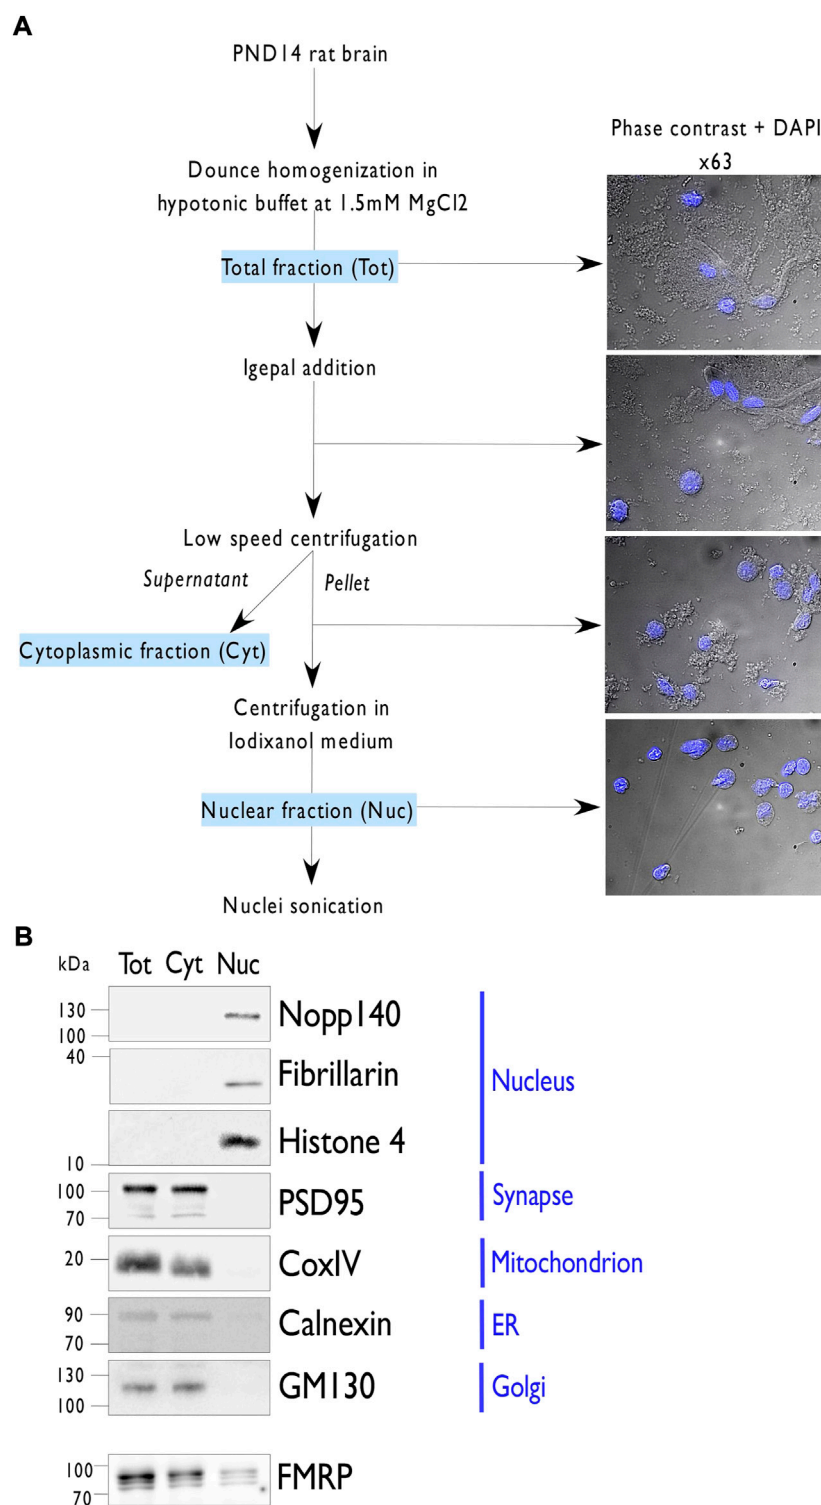 A
PND14 rat brain
Phase contrast + DAPI
x63
Dounce homogenization in
hypotonic buffet at 1.5mM MgCl2
Total fraction (Tot)
Igepal addition
Low speed centrifugation
Supernatant
Pellet
Cytoplasmic fraction (Cyt)
Centrifugation in
Iodixanol medium
Nuclear fraction (Nuc)
Nuclei sonication
B
kDa Tot Cyt Nuc
130
100
Nopp140
40
Fibrillarin
Nucleus
Histone 4
10
100
70
PSD95
Synapse
20
CoxIV
Mitochondrion
90
70
Calnexin
ER
130
100
GM130
Golgi
100
70
FMRP